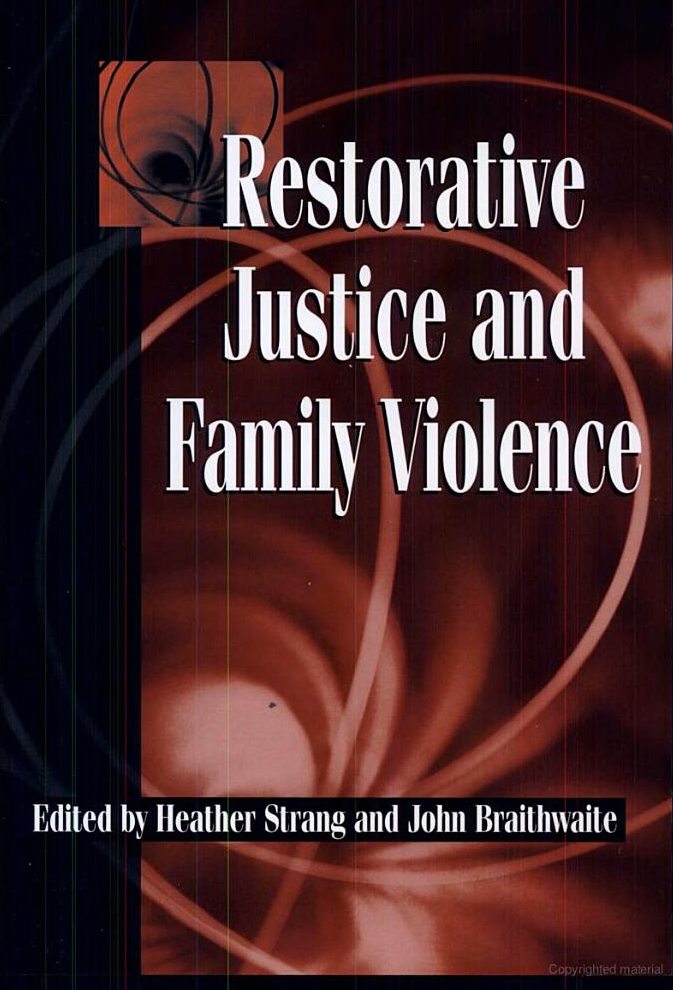 Restorative
Justice and
Family Violence
Edited by Heather Strang and John Braithwaite
Copyrighted material